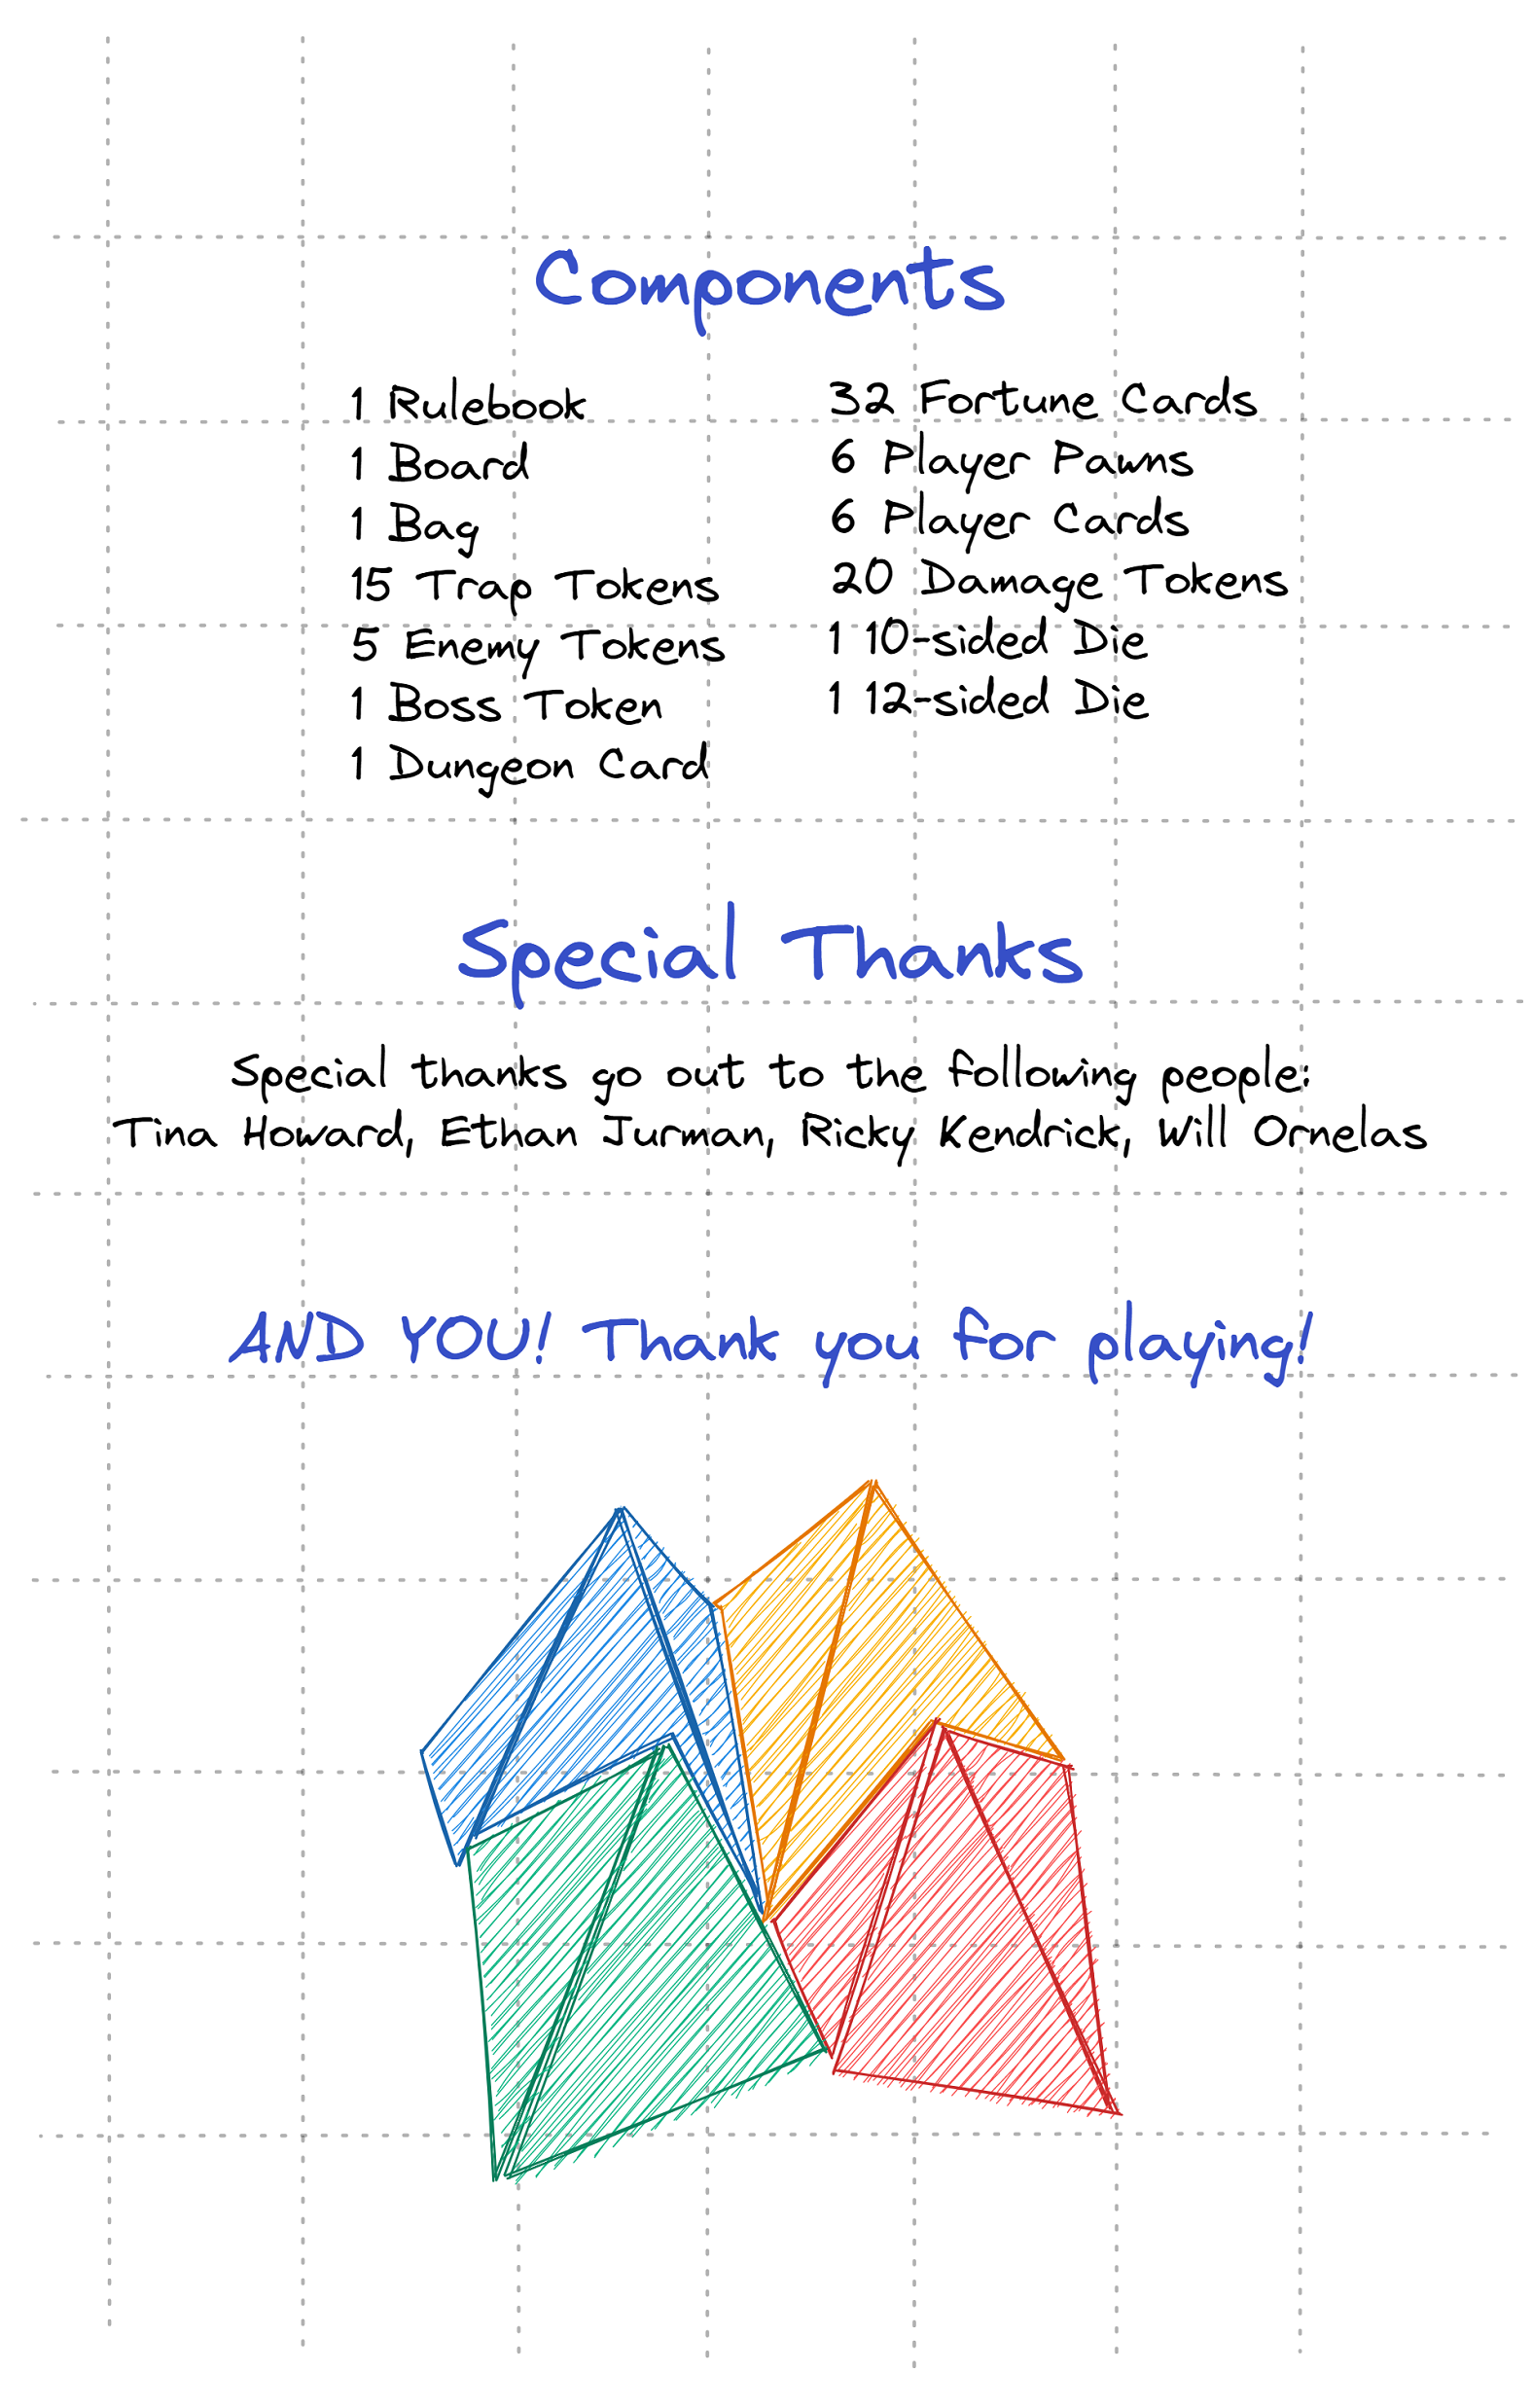 Components
1 Rulebook
1 Board
1 Bag
15 Trap Tokens
5 Enemy Tokens
1 Boss Token
1 Dungeon Card
32 Fortune Cards
6 Player Pawns
6 Player Cards
20 Damage Tokens
1 10-sided Die
1 12-sided Die
Special Thanks
Special thanks go out to the following people:
Tina Howard, Ethan Jurman, Ricky Kendrick, Will Ornelas
AND YOU! Thank you for playing!